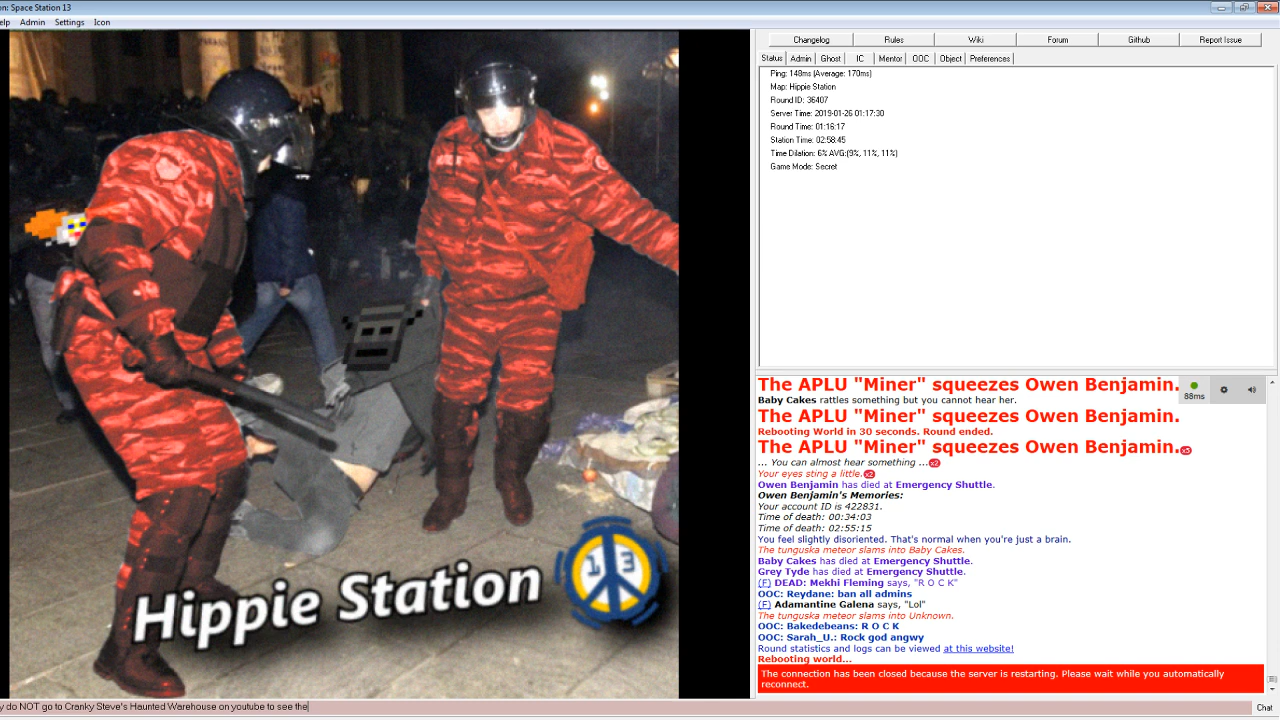 on: Space Station 13
elp Admin Settings Icon
Changelog Rules Wiki Forum Github Report Issue
Status Admin Ghost IC Mentor OOC Object Preferences
Ping: 148ms (Average: 170ms)
Map: Hippie Station
Round ID: 36407
Server Time: 2019-01-26 01:17:30
Round Time: 01:16:17
Station Time: 02:58:45
Time Dilation: 6% AVG:(9%, 11%, 11%)
Game Mode: Secret
The APLU "Miner" squeezes Owen Benjamin.
88ms
Baby Cakes rattles something but you cannot hear her.
The APLU "Miner" squeezes Owen Benjamin.
Rebooting World in 30 seconds. Round ended.
The APLU "Miner" squeezes Owen Benjamin. x5
... You can almost hear something ... x2
Your eyes sting a little. x2
Owen Benjamin has died at Emergency Shuttle.
Owen Benjamin's Memories:
Your account ID is 422831.
Time of death: 00:34:03
Time of death: 02:55:15
You feel slightly disoriented. That's normal when you're just a brain.
The tunguska meteor slams into Baby Cakes.
Baby Cakes has died at Emergency Shuttle.
Grey Tyde has died at Emergency Shuttle.
(F) DEAD: Mekhi Fleming says, "R O C K"
OOC: Reydane: ban all admins
(F) Adamantine Galena says, "Lol"
The tunguska meteor slams into Unknown.
OOC: Bakedebeans: R O C K
OOC: Sarah_U.: Rock god angwy
Round statistics and logs can be viewed at this website!
Rebooting world...
The connection has been closed because the server is restarting. Please wait while you automatically
reconnect.
Hippie Station
13
y do NOT go to Cranky Steve's Haunted Warehouse on youtube to see the
Chat